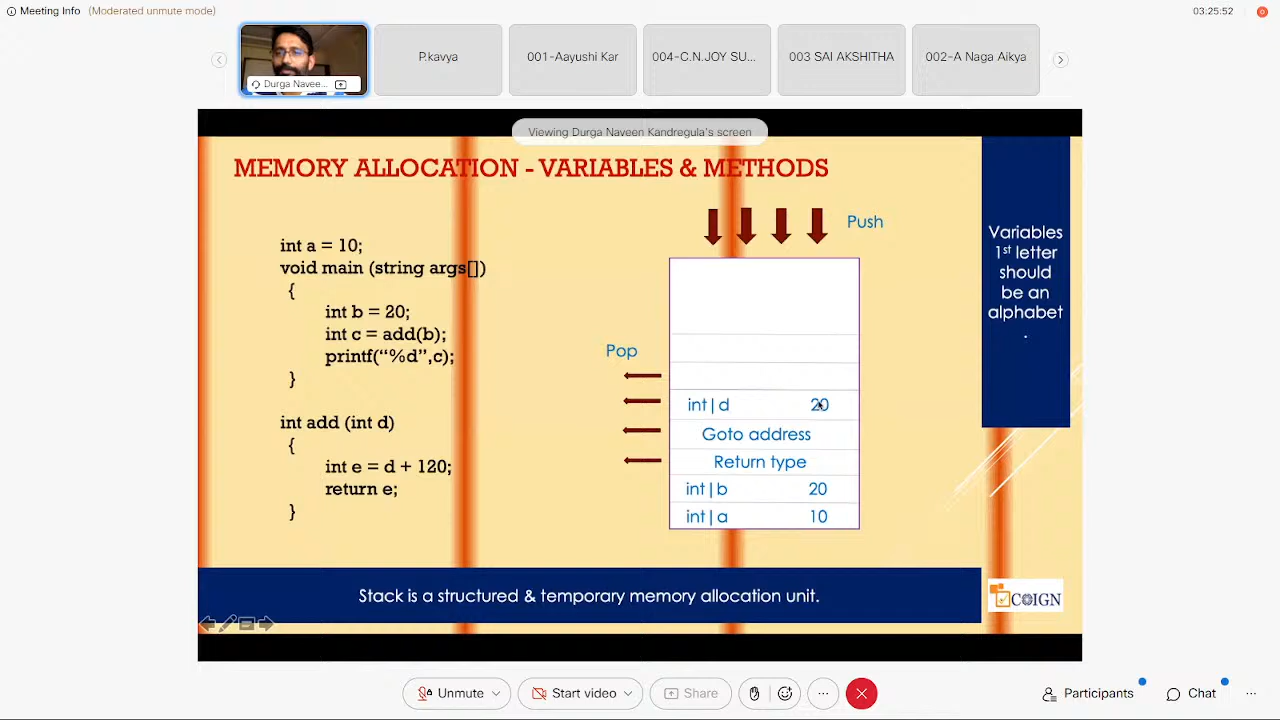 Meeting Info (Moderated unmute mode)
03:25:52
Durga Navee...
P.kavya
001-Aayushi Kar
004-C.N.JOY SU...
003 SAI AKSHITHA
002-A Naga Aikya
Viewing Durga Naveen Kandregula's screen
MEMORY ALLOCATION - VARIABLES & METHODS
Push
int a = 10;
void main (string args[])
{
int b = 20;
int c = add(b);
printf(“%d”,c);
}
int add (int d)
{
int e = d + 120;
return e;
}
Pop
int|d 20
Goto address
Return type
int|b 20
int|a 10
Variables
1st letter
should
be an
alphabet
.
Stack is a structured & temporary memory allocation unit.
COIGN
Unmute
Start video
Share
Participants
Chat